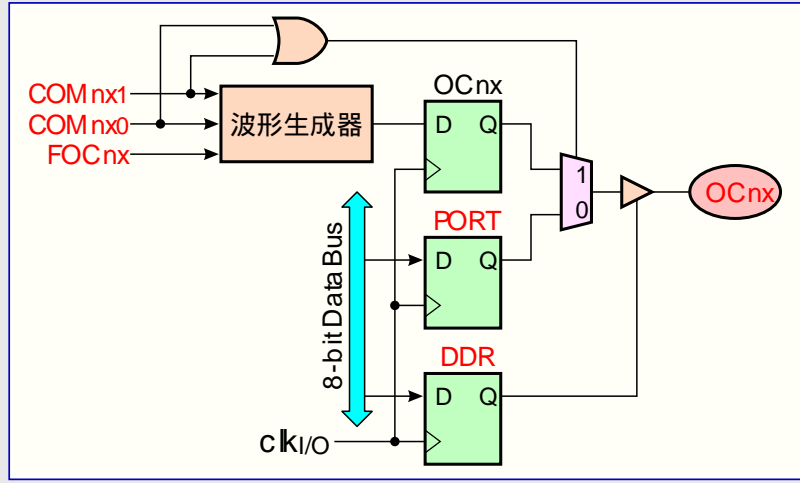 OCnx
COMnx1
COMnx0
FOCnx
波形生成器
D Q
1
0
OCnx
PORT
D Q
8-bit Data Bus
DDR
D Q
clkI/O